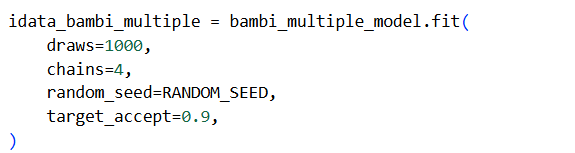 idata_bambi_multiple = bambi_multiple_model.fit(
    draws=1000,
    chains=4,
    random_seed=RANDOM_SEED,
    target_accept=0.9,
)